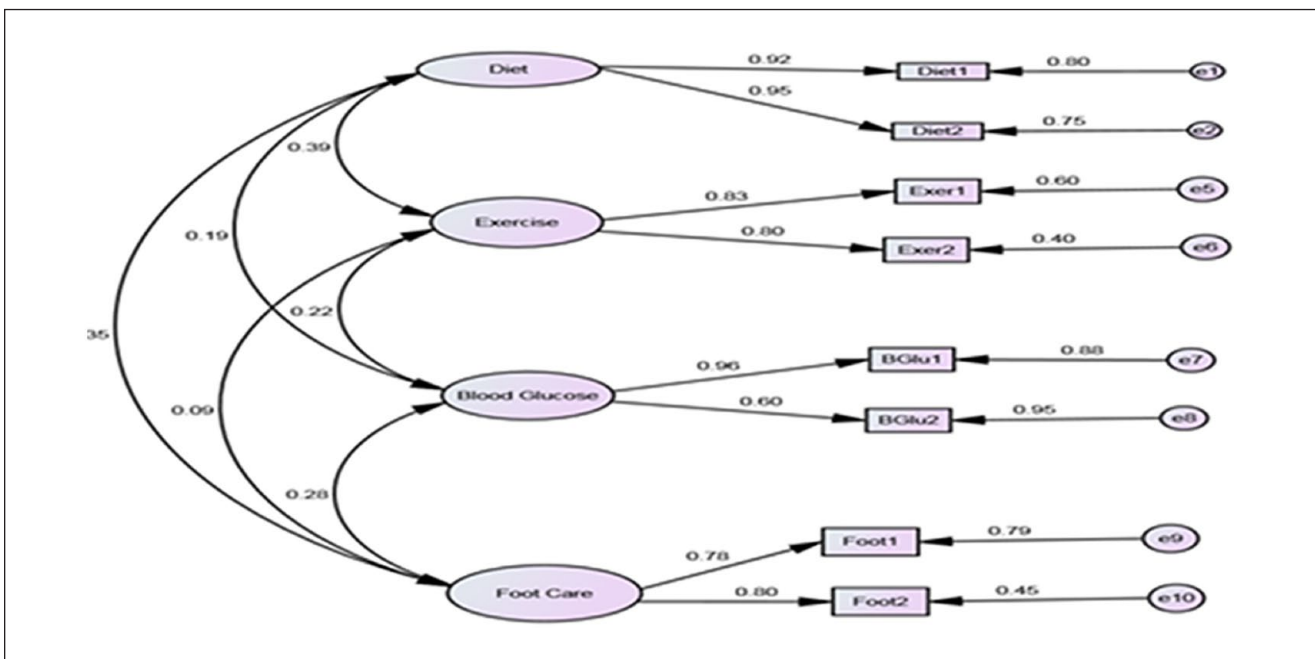 Diet
0.92
Diet1
0.80
e1
0.95
Diet2
0.75
e2
0.39
Exercise
0.83
Exer1
0.60
e5
0.80
Exer2
0.40
e6
0.19
0.22
35
Blood Glucose
0.96
BGlu1
0.88
e7
0.60
BGlu2
0.95
e8
0.09
0.28
Foot Care
0.78
Foot1
0.79
e9
0.80
Foot2
0.45
e10